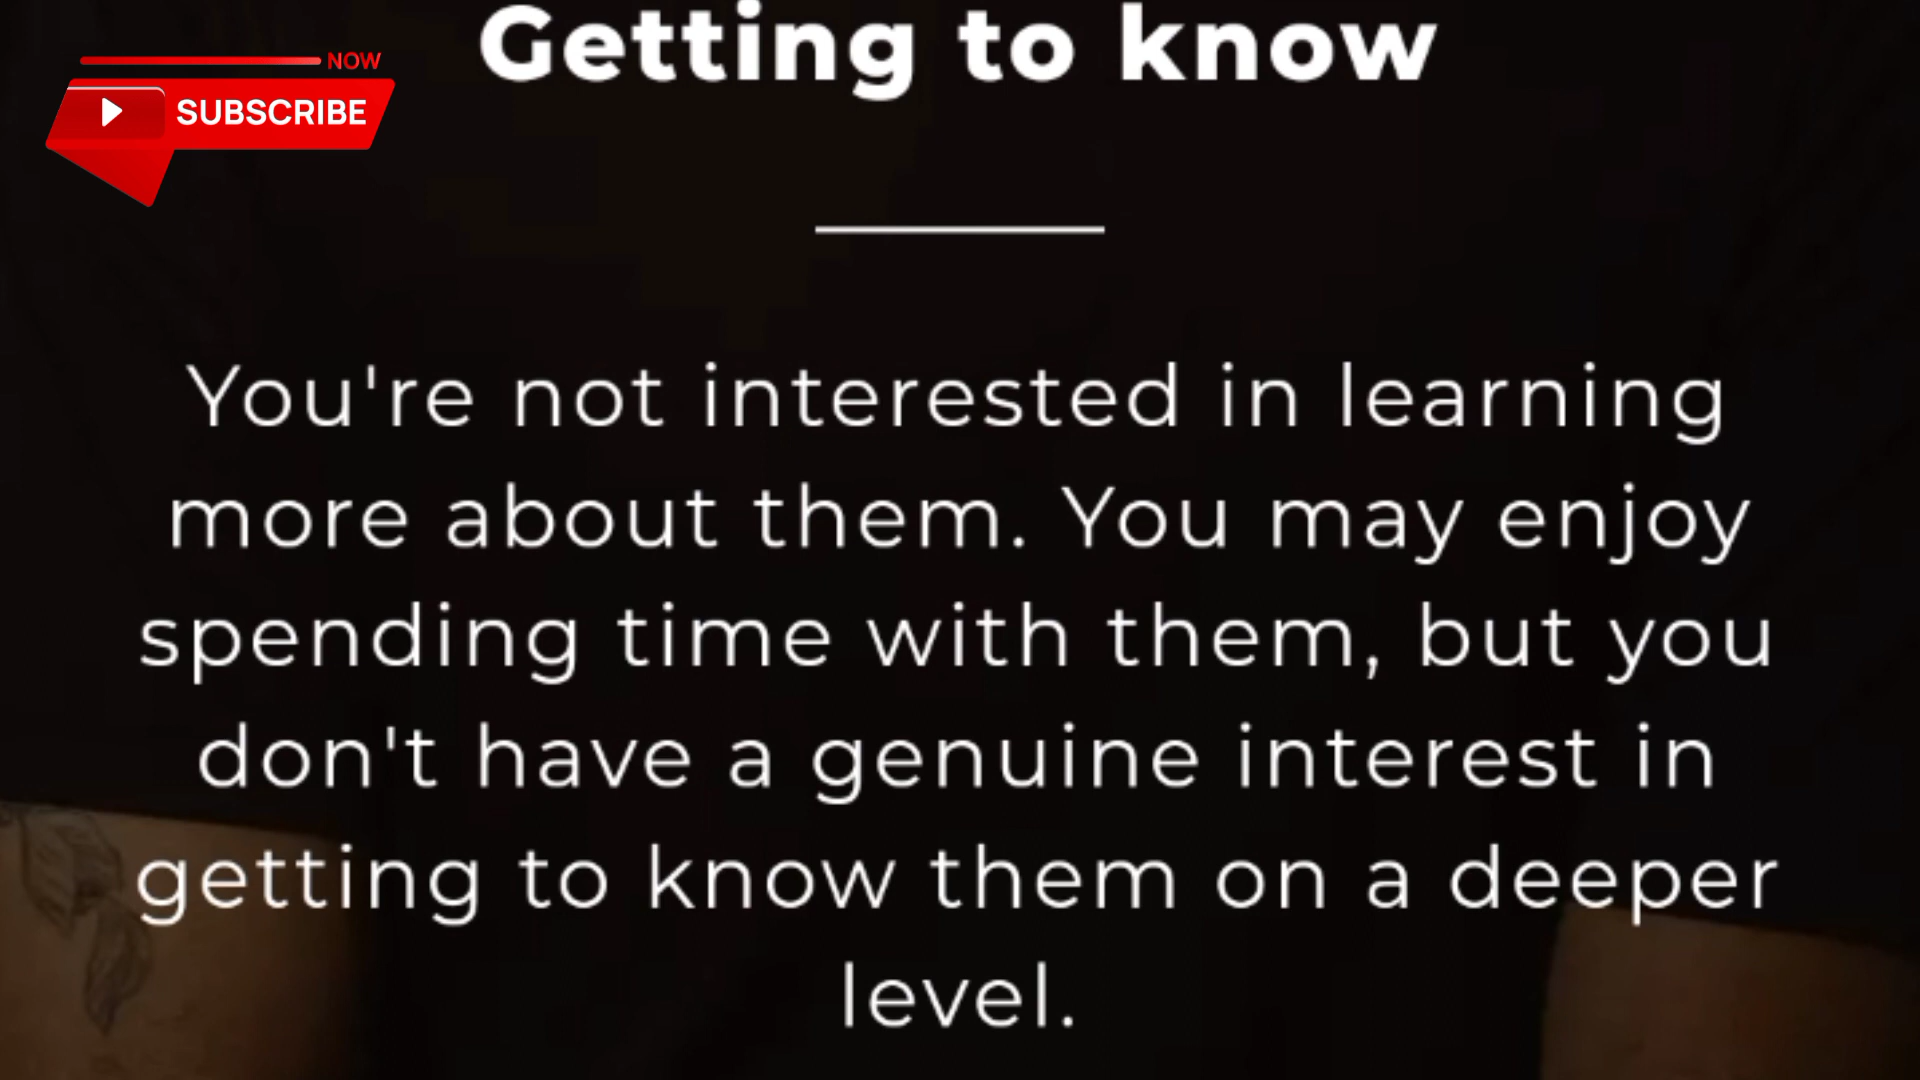 Getting to know
NOW
SUBSCRIBE
You're not interested in learning
more about them. You may enjoy
spending time with them, but you
don't have a genuine interest in
getting to know them on a deeper
level.